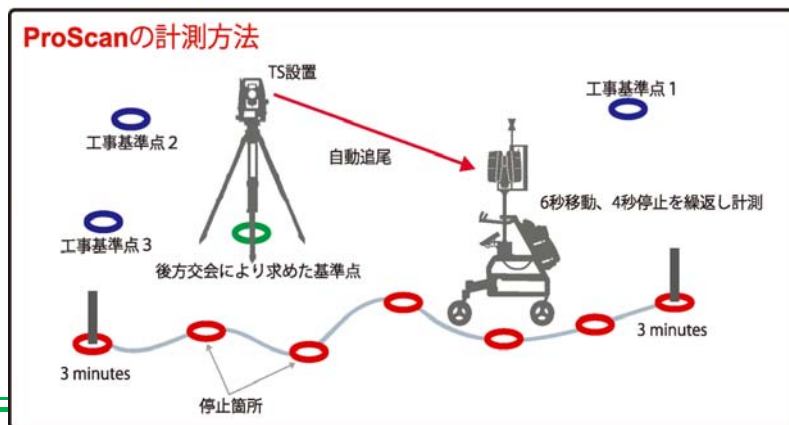 ProScanの計測方法
TS設置
工事基準点1
工事基準点2
自動追尾
6秒移動、4秒停止を繰返し計測
工事基準点3
後方交会により求めた基準点
3 minutes
3 minutes
停止箇所